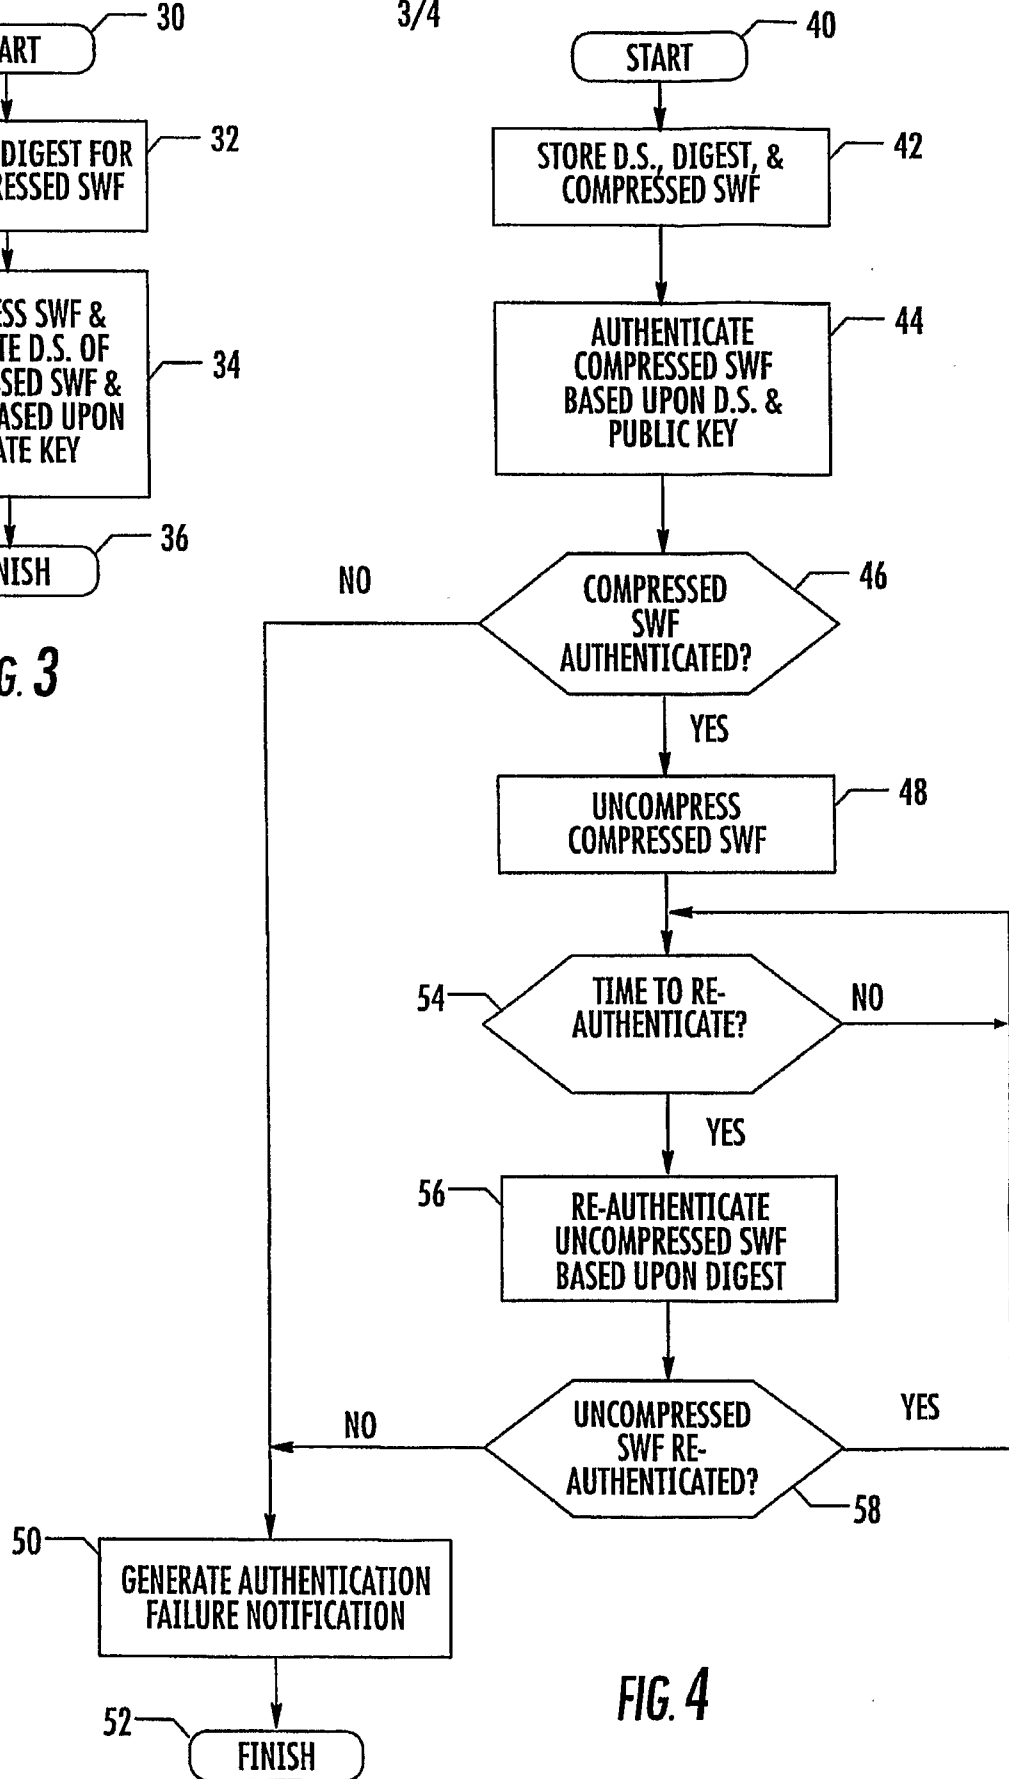 3/4
30
ART
32
DIGEST FOR
RESSED SWF
ESS SWF &
TE D.S. OF
SED SWF &
ASED UPON
ATE KEY
34
36
NISH
G. 3
40
START
42
STORE D.S., DIGEST, &
COMPRESSED SWF
44
AUTHENTICATE
COMPRESSED SWF
BASED UPON D.S. &
PUBLIC KEY
46
COMPRESSED
SWF
AUTHENTICATED?
NO
YES
48
UNCOMPRESS
COMPRESSED SWF
54
TIME TO RE-
AUTHENTICATE?
NO
YES
56
RE-AUTHENTICATE
UNCOMPRESSED SWF
BASED UPON DIGEST
UNCOMPRESSED
SWF RE-
AUTHENTICATED?
NO
YES
58
50
GENERATE AUTHENTICATION
FAILURE NOTIFICATION
52
FINISH
FIG. 4